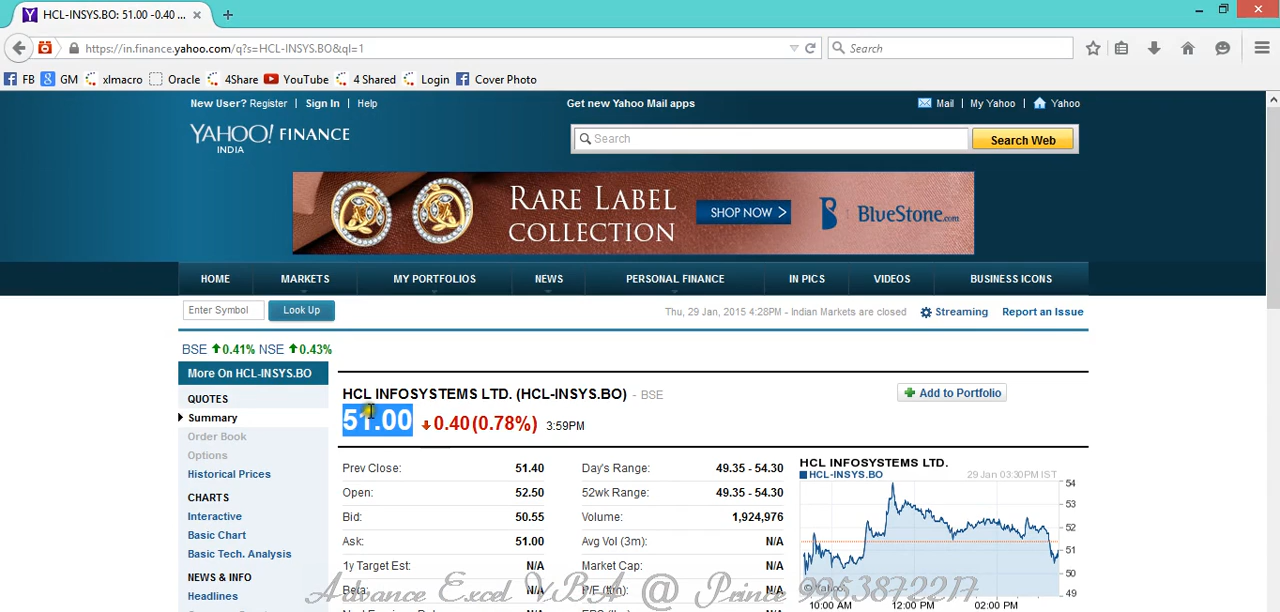 HCL-INSYS.BO: 51.00 -0.40 ...
https://in.finance.yahoo.com/q?s=HCL-INSYS.BO&ql=1
Search
FB GM xlmacro Oracle 4Share YouTube 4 Shared Login Cover Photo
New User? Register | Sign In | Help
Get new Yahoo Mail apps
Mail | My Yahoo | Yahoo
YAHOO! FINANCE
INDIA
Search
Search Web
RARE LABEL
COLLECTION
SHOP NOW >
B BLUESTONE.com
HOME MARKETS MY PORTFOLIOS NEWS PERSONAL FINANCE IN PICS VIDEOS BUSINESS ICONS
Enter Symbol Look Up
Thu, 29 Jan, 2015 4:28PM - Indian Markets are closed
Streaming Report an Issue
BSE 0.41% NSE 0.43%
More On HCL-INSYS.BO
QUOTES
Summary
Order Book
Options
Historical Prices
CHARTS
Interactive
Basic Chart
Basic Tech. Analysis
NEWS & INFO
Headlines
HCL INFOSYSTEMS LTD. (HCL-INSYS.BO) - BSE
Add to Portfolio
51.00 0.40(0.78%) 3:59PM
Prev Close: 51.40
Open: 52.50
Bid: 50.55
Ask: 51.00
1y Target Est: N/A
Beta: N/A
Day's Range: 49.35 - 54.30
52wk Range: 49.35 - 54.30
Volume: 1,924,976
Avg Vol (3m): N/A
Market Cap: N/A
P/E (ttm): N/A
HCL INFOSYSTEMS LTD.
HCL-INSYS.BO 29 Jan 03:30PM IST
54
53
52
51
50
49
© Yahoo!
10:00 AM 12:00 PM 02:00 PM
Advance Excel VBA @ Prince 9953872217